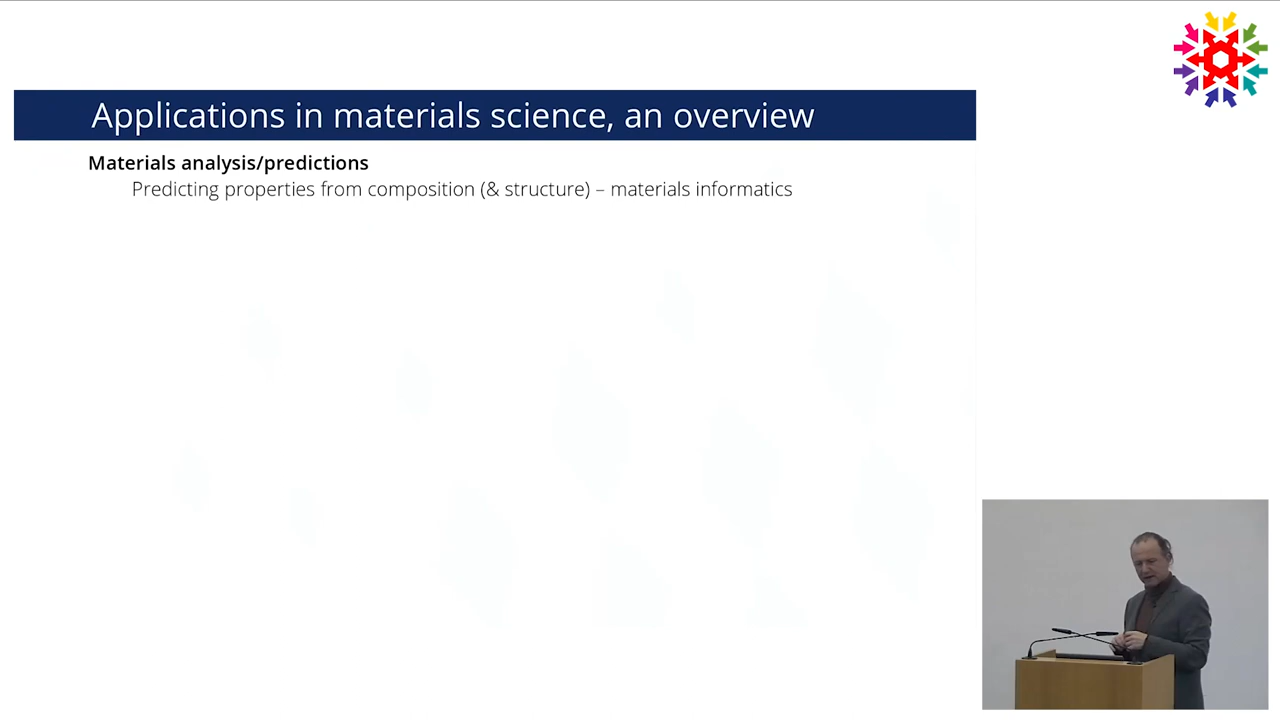 Applications in materials science, an overview
Materials analysis/predictions
Predicting properties from composition (& structure) – materials informatics